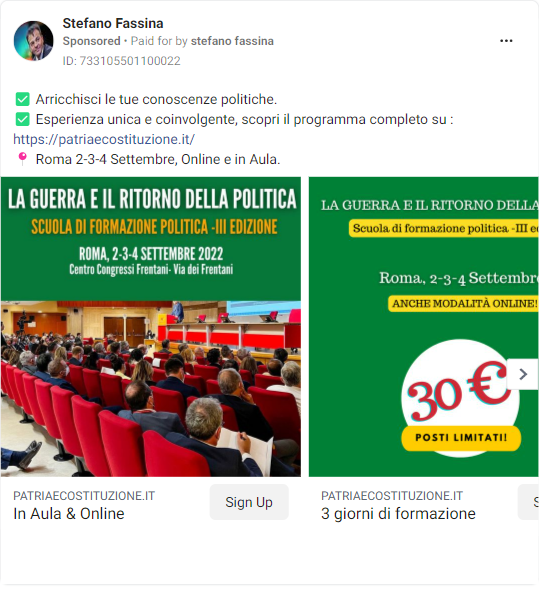 Stefano Fassina
Sponsored • Paid for by stefano fassina
ID: 733105501100022
✅ Arricchisci le tue conoscenze politiche.
✅ Esperienza unica e coinvolgente, scopri il programma completo su :
https://patriaecostituzione.it/
📍 Roma 2-3-4 Settembre, Online e in Aula.
LA GUERRA E IL RITORNO DELLA POLITICA
SCUOLA DI FORMAZIONE POLITICA -III EDIZIONE
ROMA, 2-3-4 SETTEMBRE 2022
Centro Congressi Frentani- Via dei Frentani
PATRIAECOSTITUZIONE.IT
In Aula & Online
Sign Up
LA GUERRA E IL RITORNO DELLA
Scuola di formazione politica -III e
Roma, 2-3-4 Settembr
ANCHE MODALITÀ ONLINE!
30 €
POSTI LIMITATI!
PATRIAECOSTITUZIONE.IT
3 giorni di formazione
S